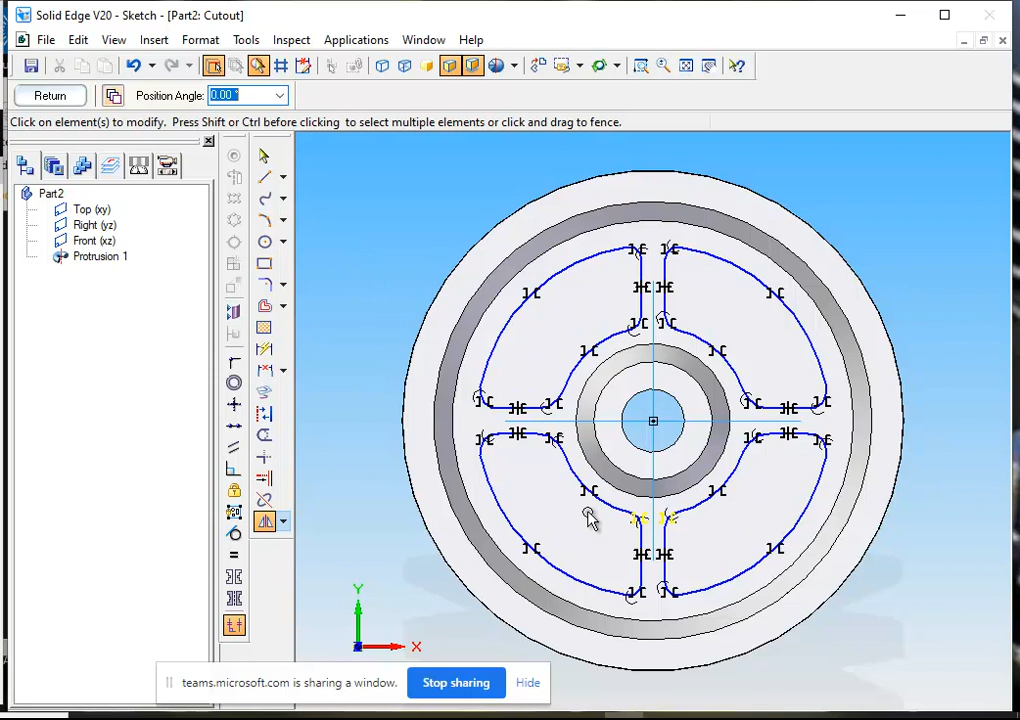 Solid Edge V20 - Sketch - [Part2: Cutout]
File Edit View Insert Format Tools Inspect Applications Window Help
Return Position Angle: 0.00 °
Click on element(s) to modify. Press Shift or Ctrl before clicking to select multiple elements or click and drag to fence.
Part2
Top (xy)
Right (yz)
Front (xz)
Protrusion 1
Y
X
teams.microsoft.com is sharing a window. Stop sharing Hide